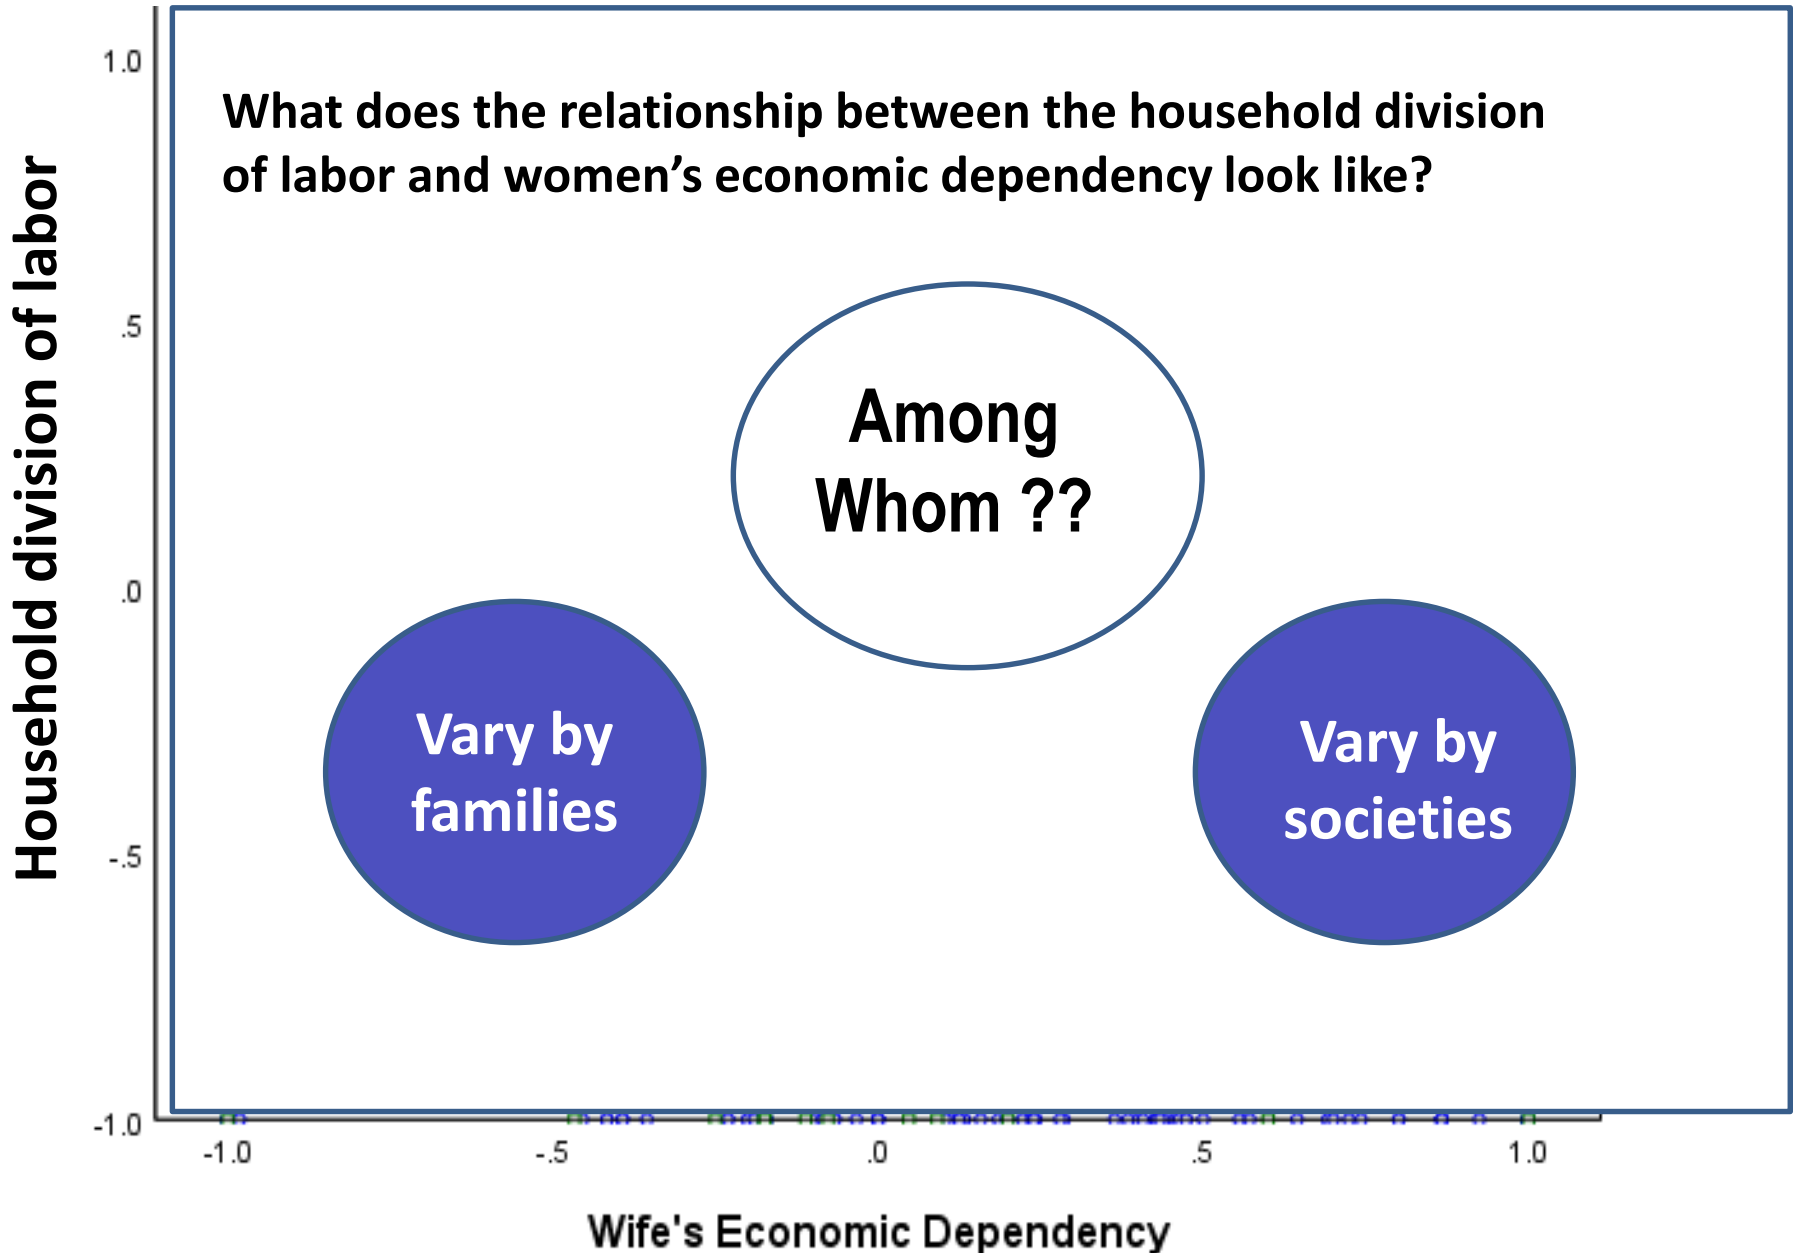 What does the relationship between the household division
of labor and women's economic dependency look like?
Among
Whom ??
Vary by
families
Vary by
societies
Household division of labor
1.0
.5
.0
-.5
-1.0
-1.0
-.5
.0
.5
1.0
Wife's Economic Dependency